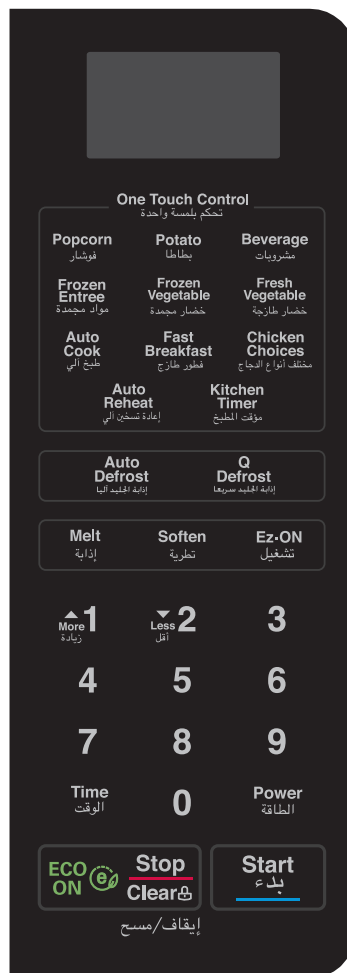 One Touch Control
تحكم بلمسة واحدة
Popcorn
فوشار
Potato
بطاطا
Beverage
مشروبات
Frozen
Entree
مواد مجمدة
Frozen
Vegetable
خضار مجمدة
Fresh
Vegetable
خضار طازجة
Auto
Cook
طبخ آلي
Fast
Breakfast
فطور طازج
Chicken
Choices
مختلف أنواع الدجاج
Auto
Reheat
إعادة تسخين آلي
Kitchen
Timer
مؤقت المطبخ
Auto
Defrost
إذابة الجليد آليا
Q
Defrost
إذابة الجليد سريعا
Melt
إذابة
Soften
تطرية
Ez-ON
تشغيل
More 1
زيادة
Less 2
أقل
3
4
5
6
7
8
9
Time
الوقت
0
Power
الطاقة
ECO
ON e
Stop
Clear
إيقاف/مسح
Start
بدء